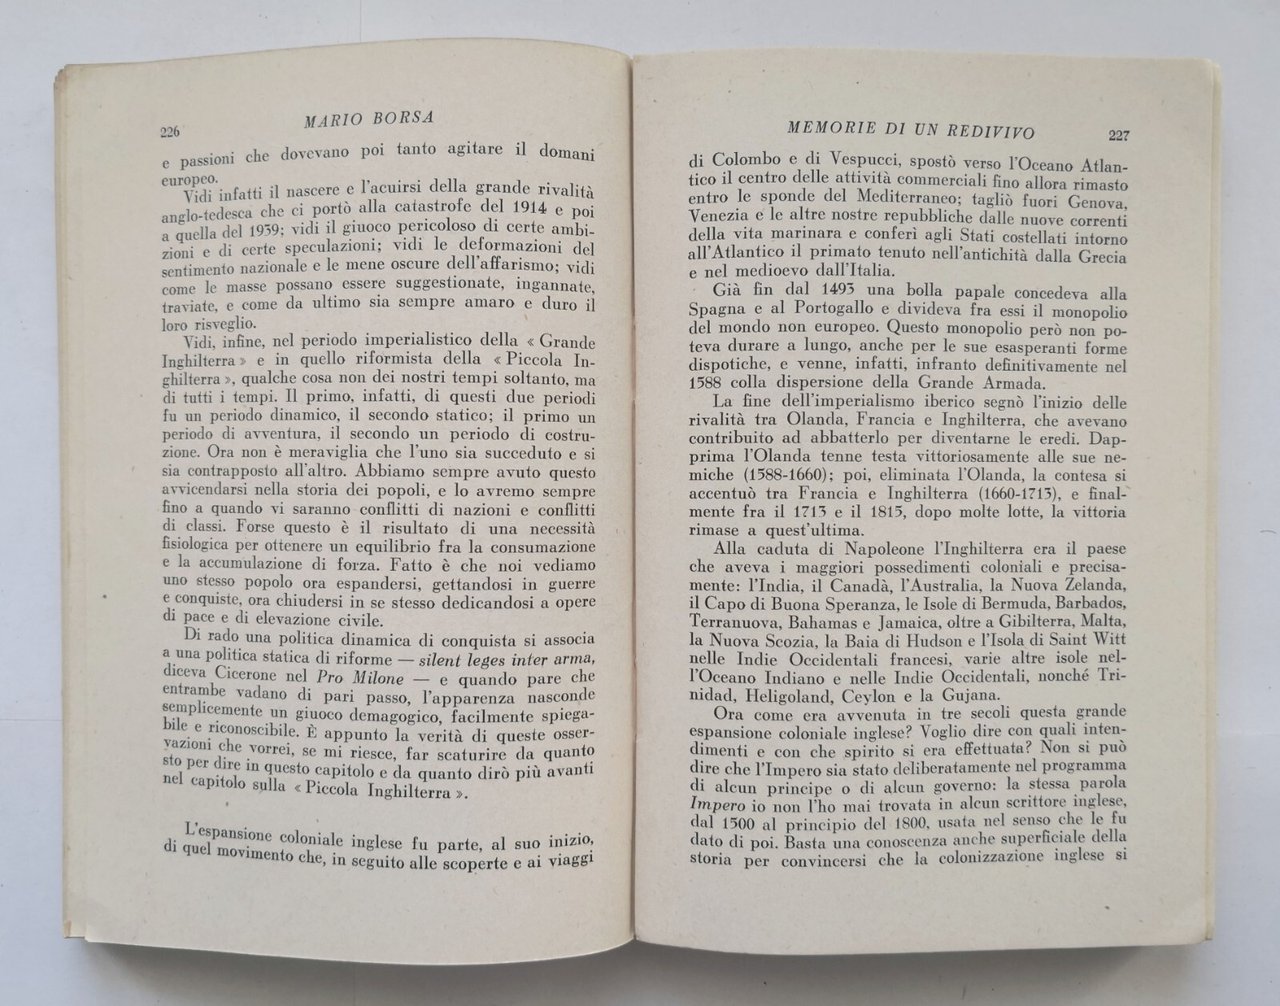 226
MARIO BORSA
e passioni che dovevano poi tanto agitare il domani
europeo.
Vidi infatti il nascere e l'acuirsi della grande rivalità
anglo-tedesca che ci portò alla catastrofe del 1914 e poi
a quella del 1939; vidi il giuoco pericoloso di certe ambi-
zioni e di certe speculazioni; vidi le deformazioni del
sentimento nazionale e le mene oscure dell'affarismo; vidi
come le masse possano essere suggestionate, ingannate,
traviate, e come da ultimo sia sempre amaro e duro il
loro risveglio.
Vidi, infine, nel periodo imperialistico della « Grande
Inghilterra » e in quello riformista della « Piccola In-
ghilterra », qualche cosa non dei nostri tempi soltanto, ma
di tutti i tempi. Il primo, infatti, di questi due periodi
fu un periodo dinamico, il secondo statico; il primo un
periodo di avventura, il secondo un periodo di costru-
zione. Ora non è meraviglia che l'uno sia succeduto e si
sia contrapposto all'altro. Abbiamo sempre avuto questo
avvicendarsi nella storia dei popoli, e lo avremo sempre
fino a quando vi saranno conflitti di nazioni e conflitti
di classi. Forse questo è il risultato di una necessità
fisiologica per ottenere un equilibrio fra la consumazione
e la accumulazione di forza. Fatto è che noi vediamo
uno stesso popolo ora espandersi, gettandosi in guerre
e conquiste, ora chiudersi in se stesso dedicandosi a opere
di pace e di elevazione civile.
Di rado una politica dinamica di conquista si associa
a una politica statica di riforme — silent leges inter arma,
diceva Cicerone nel Pro Milone — e quando pare che
entrambe vadano di pari passo, l'apparenza nasconde
semplicemente un giuoco demagogico, facilmente spiega-
bile e riconoscibile. È appunto la verità di queste osser-
vazioni che vorrei, se mi riesce, far scaturire da quanto
sto per dire in questo capitolo e da quanto dirò più avanti
nel capitolo sulla « Piccola Inghilterra ».
L'espansione coloniale inglese fu parte, al suo inizio,
di quel movimento che, in seguito alle scoperte e ai viaggi
MEMORIE DI UN REDIVIVO
227
di Colombo e di Vespucci, spostò verso l'Oceano Atlan-
tico il centro delle attività commerciali fino allora rimasto
entro le sponde del Mediterraneo; tagliò fuori Genova,
Venezia e le altre nostre repubbliche dalle nuove correnti
della vita marinara e conferì agli Stati costellati intorno
all'Atlantico il primato tenuto nell'antichità dalla Grecia
e nel medioevo dall'Italia.
Già fin dal 1493 una bolla papale concedeva alla
Spagna e al Portogallo e divideva fra essi il monopolio
del mondo non europeo. Questo monopolio però non po-
teva durare a lungo, anche per le sue esasperanti forme
dispotiche, e venne, infatti, infranto definitivamente nel
1588 colla dispersione della Grande Armada.
La fine dell'imperialismo iberico segnò l'inizio delle
rivalità tra Olanda, Francia e Inghilterra, che avevano
contribuito ad abbatterlo per diventarne le eredi. Dap-
prima l'Olanda tenne testa vittoriosamente alle sue ne-
miche (1588-1660); poi, eliminata l'Olanda, la contesa si
accentuò tra Francia e Inghilterra (1660-1713), e final-
mente fra il 1713 e il 1815, dopo molte lotte, la vittoria
rimase a quest'ultima.
Alla caduta di Napoleone l'Inghilterra era il paese
che aveva i maggiori possedimenti coloniali e precisa-
mente: l'India, il Canadà, l'Australia, la Nuova Zelanda,
il Capo di Buona Speranza, le Isole di Bermuda, Barbados,
Terranuova, Bahamas e Jamaica, oltre a Gibilterra, Malta,
la Nuova Scozia, la Baia di Hudson e l'Isola di Saint Witt
nelle Indie Occidentali francesi, varie altre isole nel-
l'Oceano Indiano e nelle Indie Occidentali, nonché Tri-
nidad, Heligoland, Ceylon e la Gujana.
Ora come era avvenuta in tre secoli questa grande
espansione coloniale inglese? Voglio dire con quali inten-
dimenti e con che spirito si era effettuata? Non si può
dire che l'Impero sia stato deliberatamente nel programma
di alcun principe o di alcun governo: la stessa parola
Impero io non l'ho mai trovata in alcun scrittore inglese,
dal 1500 al principio del 1800, usata nel senso che le fu
dato di poi. Basta una conoscenza anche superficiale della
storia per convincersi che la colonizzazione inglese si